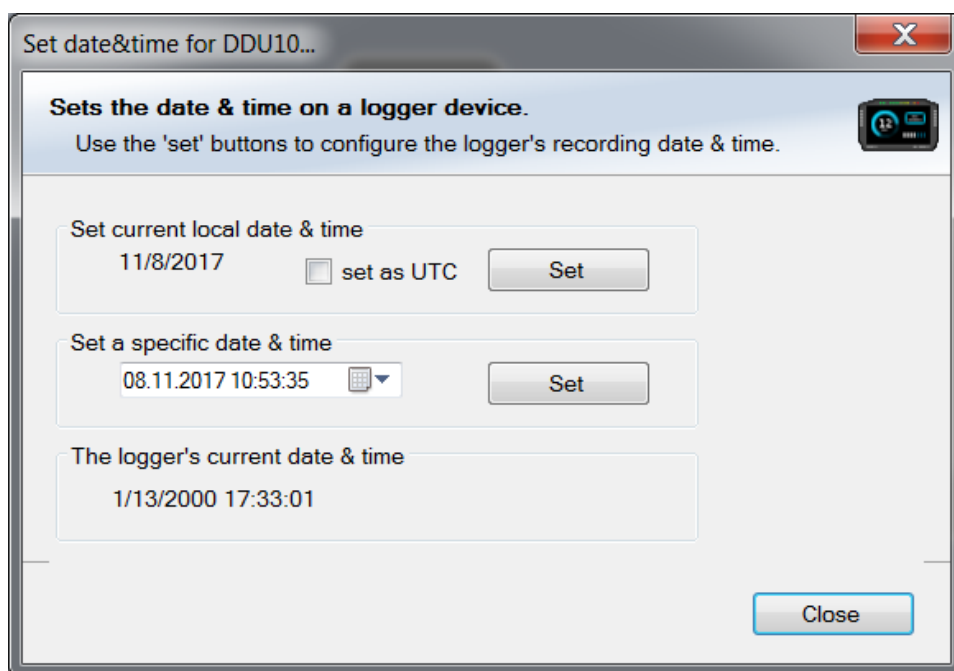 Set date&time for DDU10...
Sets the date & time on a logger device.
Use the 'set' buttons to configure the logger's recording date & time.
12
Set current local date & time
11/8/2017
set as UTC
Set
Set a specific date & time
08.11.2017 10:53:35
Set
The logger's current date & time
1/13/2000 17:33:01
Close